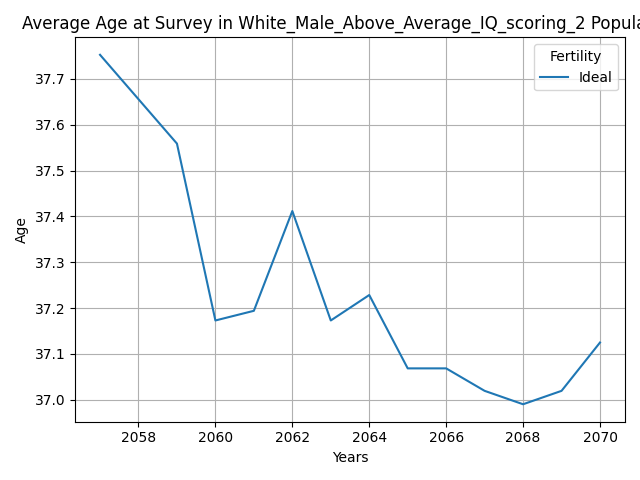 Average Age at Survey in White_Male_Above_Average_IQ_scoring_2 Popula
Fertility
Ideal
37.7
37.6
37.5
37.4
37.3
37.2
37.1
37.0
Age
2058 2060 2062 2064 2066 2068 2070
Years